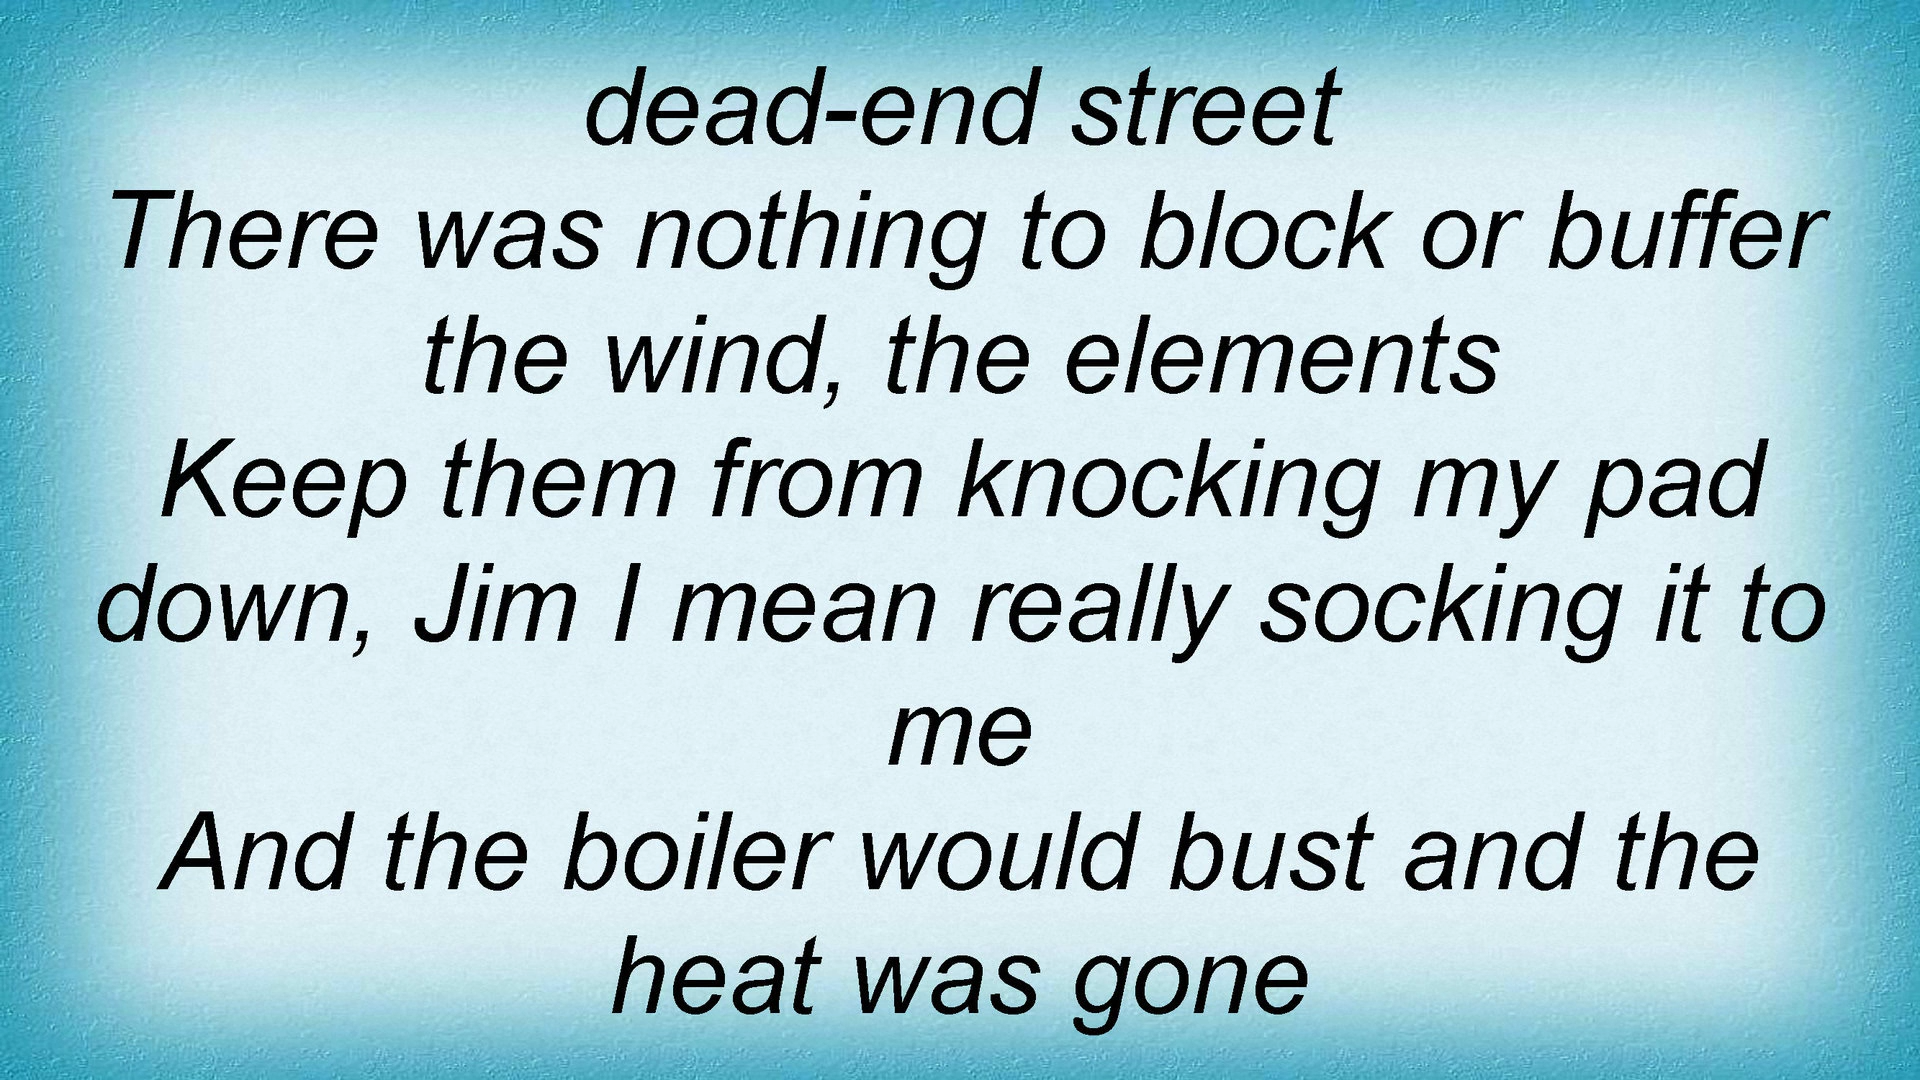 dead-end street
There was nothing to block or buffer
the wind, the elements
Keep them from knocking my pad
down, Jim I mean really socking it to
me
And the boiler would bust and the
heat was gone